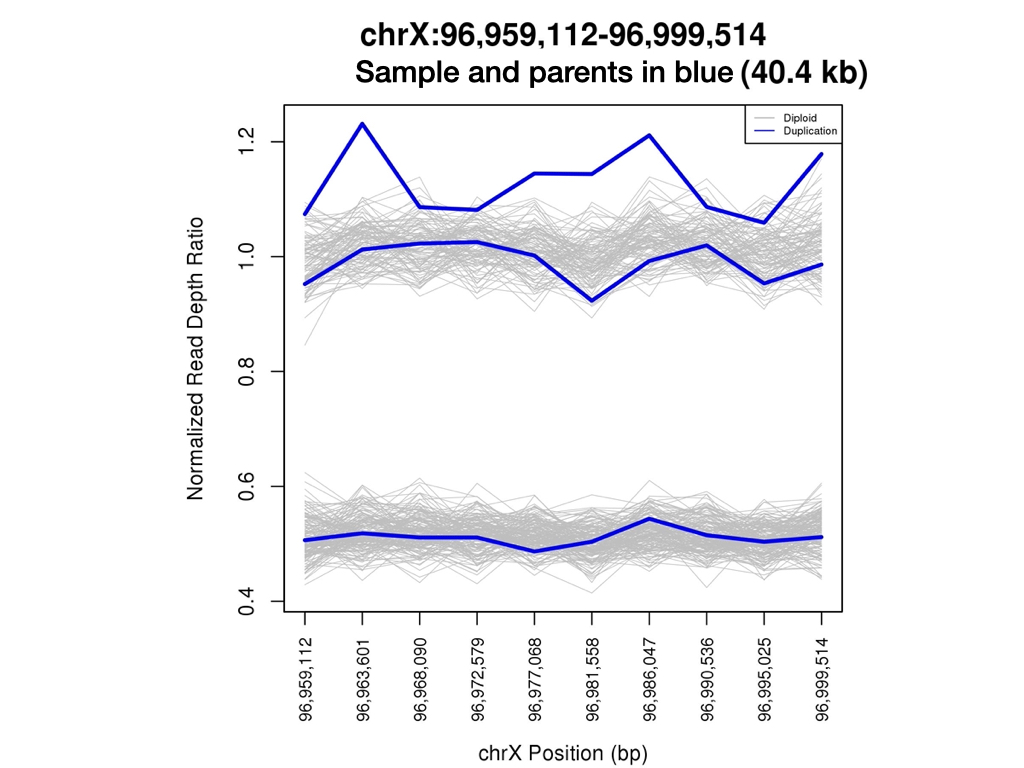 chrX:96,959,112-96,999,514
Sample and parents in blue (40.4 kb)
Diploid
Duplication
Normalized Read Depth Ratio
1.2
1.0
0.8
0.6
0.4
96,959,112
96,963,601
96,968,090
96,972,579
96,977,068
96,981,558
96,986,047
96,990,536
96,995,025
96,999,514
chrX Position (bp)